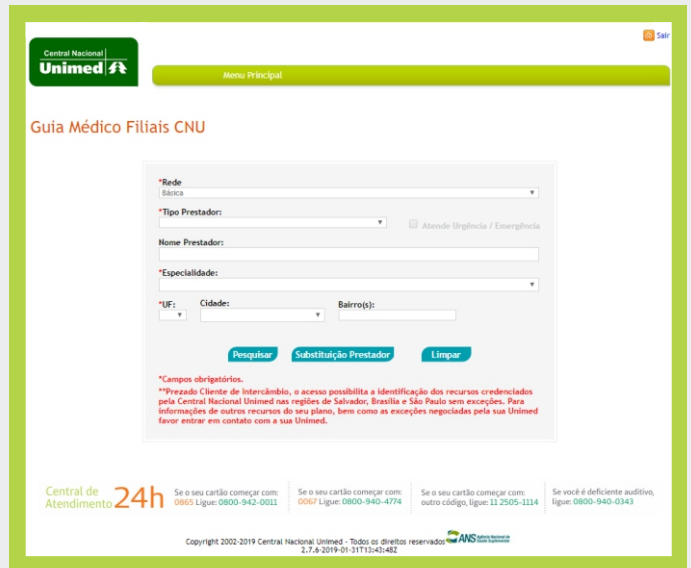 Sair
Central Nacional
Unimed
Menu Principal
Guia Médico Filiais CNU
*Rede
Básica
*Tipo Prestador:
Atende Urgência / Emergência
Nome Prestador:
*Especialidade:
*UF: Cidade: Bairro(s):
Pesquisar Substituição Prestador Limpar
*Campos obrigatórios.
**Prezado Cliente de Intercâmbio, o acesso possibilita a identificação dos recursos credenciados
pela Central Nacional Unimed nas regiões de Salvador, Brasília e São Paulo sem exceções. Para
informações de outros recursos do seu plano, bem como as exceções negociadas pela sua Unimed
favor entrar em contato com a sua Unimed.
Central de
Atendimento 24h
Se o seu cartão começar com:
0865 Ligue: 0800-942-0011
Se o seu cartão começar com:
0067 Ligue: 0800-940-4774
Se o seu cartão começar com:
outro código, ligue: 11 2505-1114
Se você é deficiente auditivo,
ligue: 0800-940-0343
Copyright 2002-2019 Central Nacional Unimed - Todos os direitos reservados ANS Agência Nacional de Saúde Suplementar
2.7.6-2019-01-31T13:43:48Z